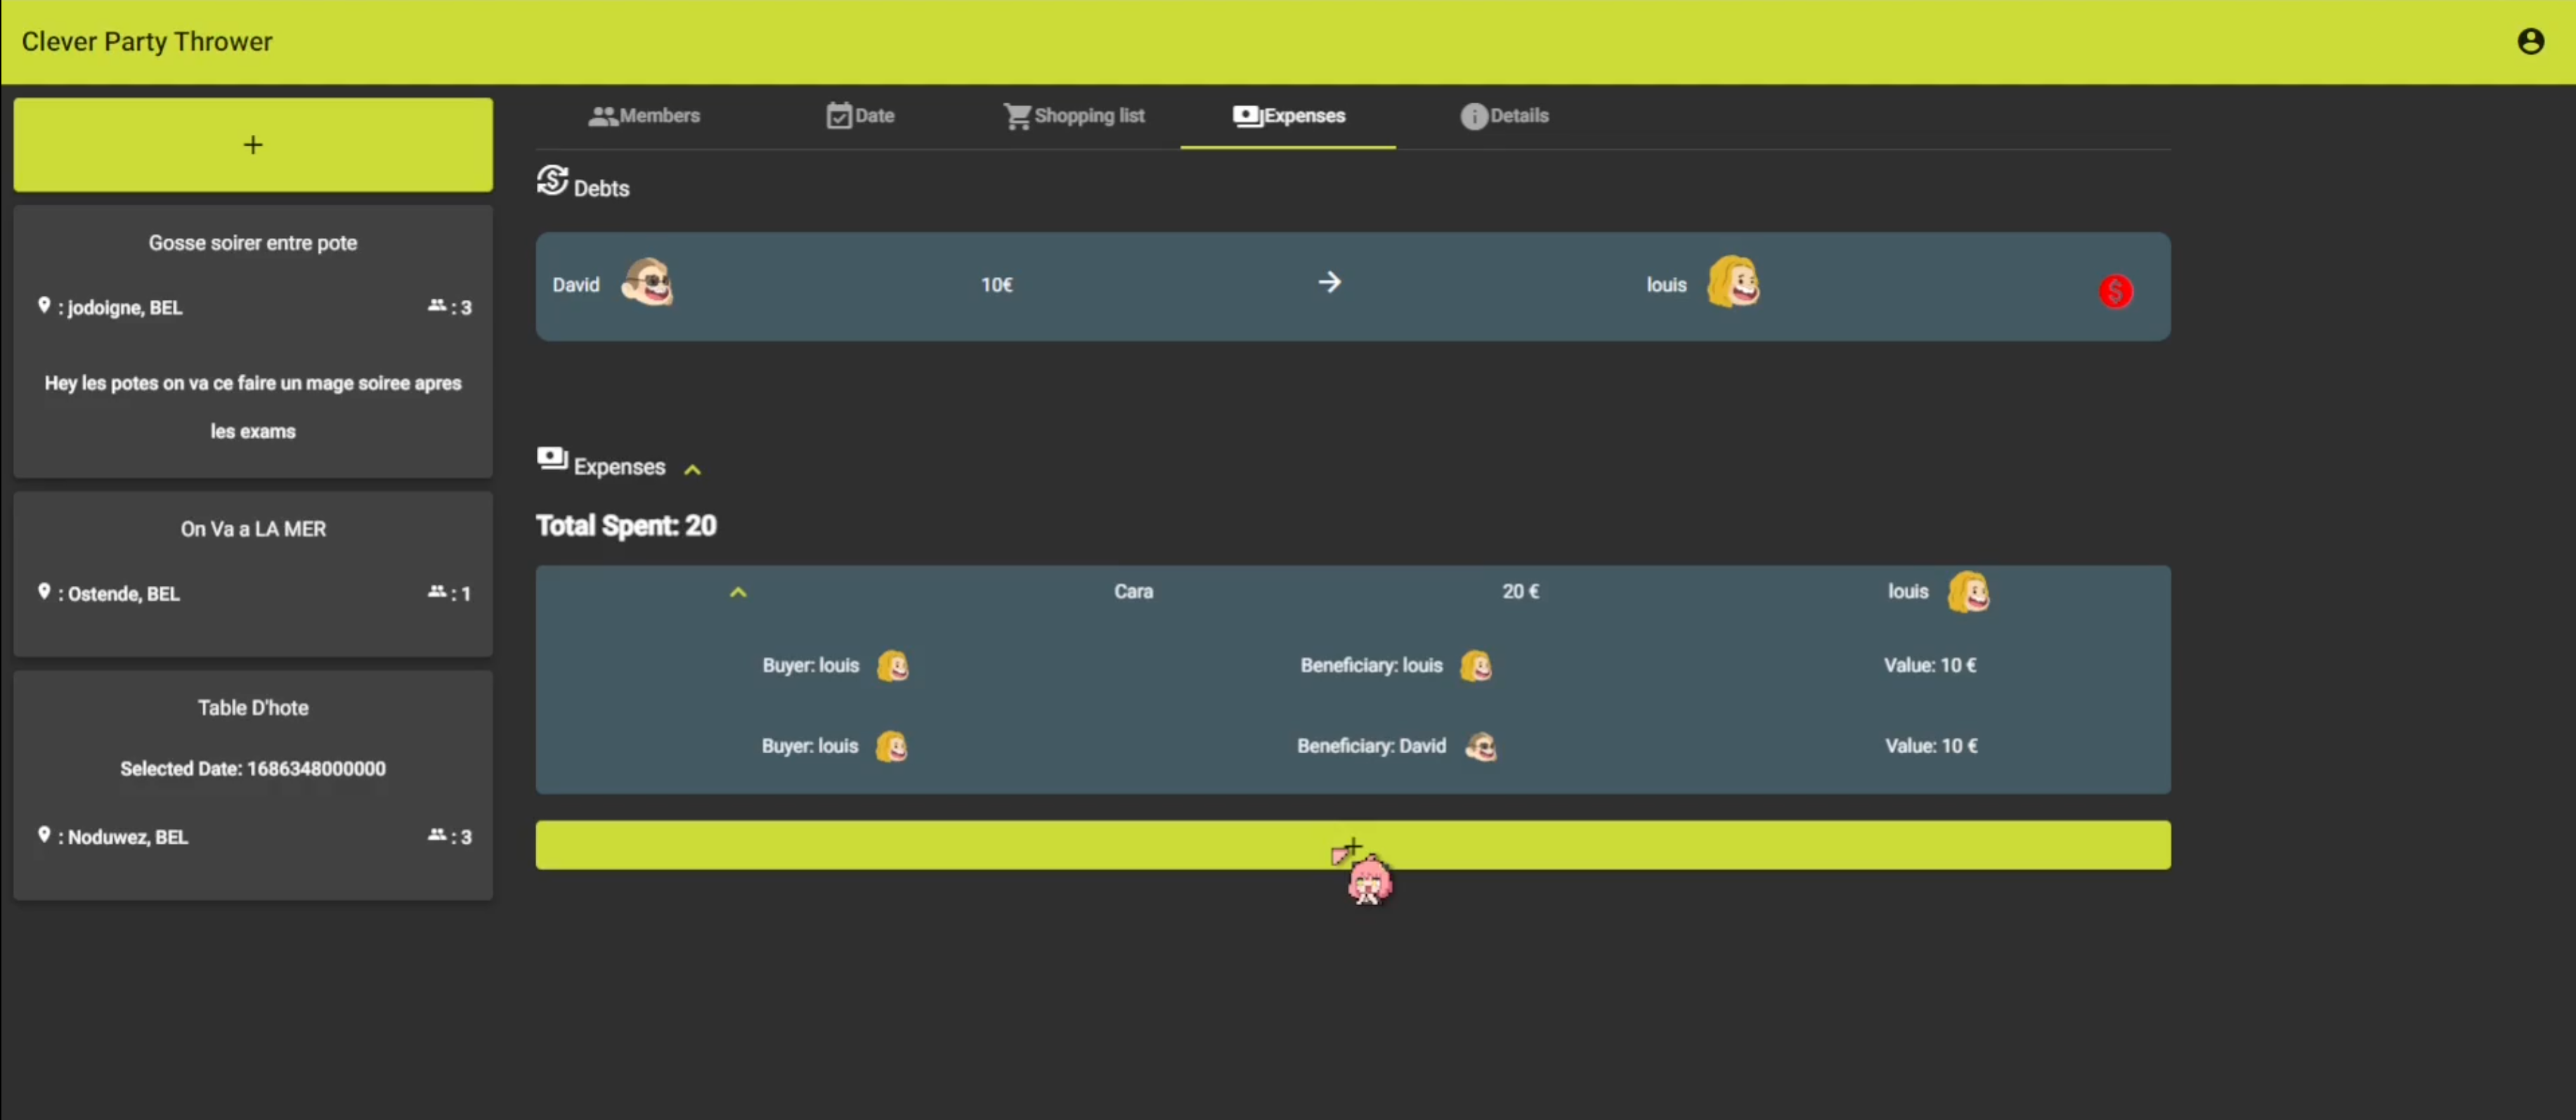 Clever Party Thrower
+
Gosse soirer entre pote
: jodoigne, BEL
: 3
Hey les potes on va ce faire un mage soiree apres
les exams
On Va a LA MER
: Ostende, BEL
: 1
Table D'hote
Selected Date: 1686348000000
: Noduwez, BEL
: 3
Members
Date
Shopping list
Expenses
Details
Debts
David
10€
louis
Expenses
Total Spent: 20
Cara
20 €
louis
Buyer: louis
Beneficiary: louis
Value: 10 €
Buyer: louis
Beneficiary: David
Value: 10 €
+